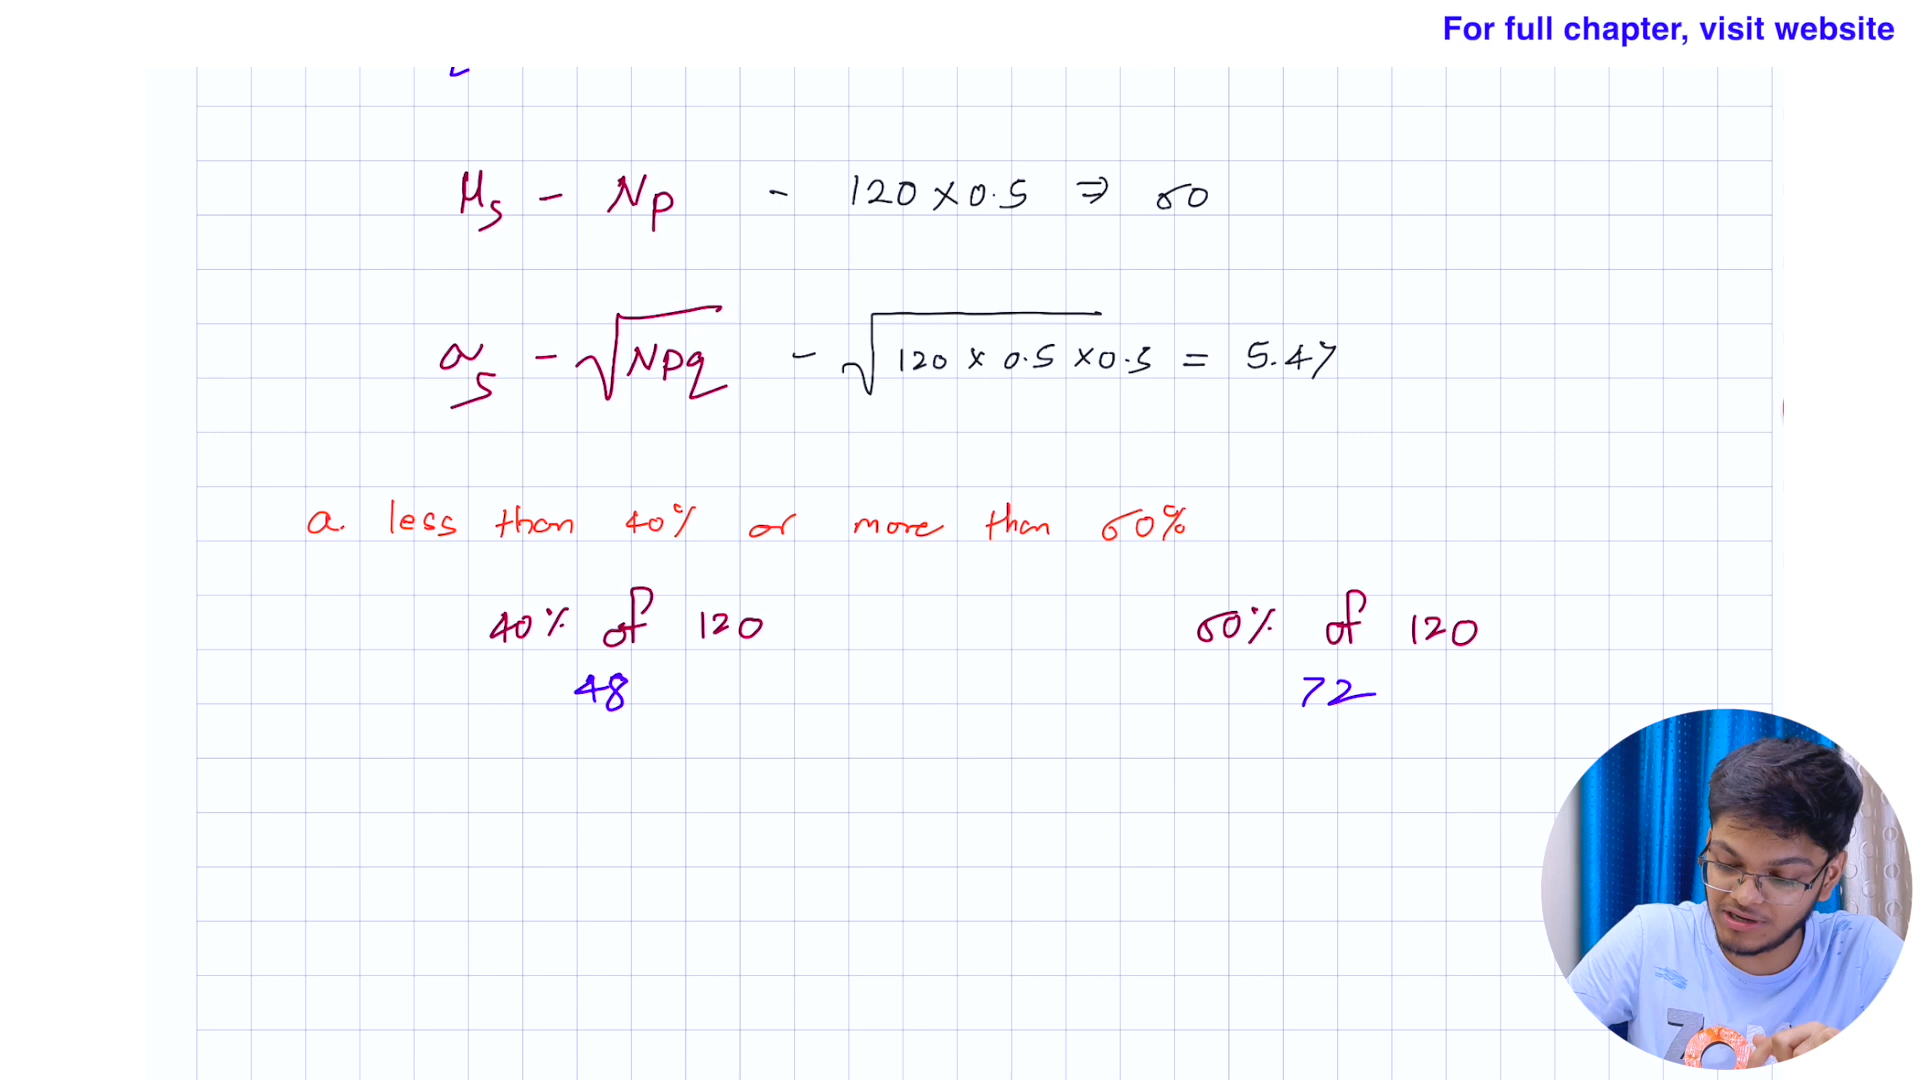 For full chapter, visit website
μs - Np - 120 × 0.5 ⇒ 60
σs - √Npq - √120 × 0.5 × 0.5 = 5.47
a. less than 40% or more than 60%
40% of 120 60% of 120
48 72